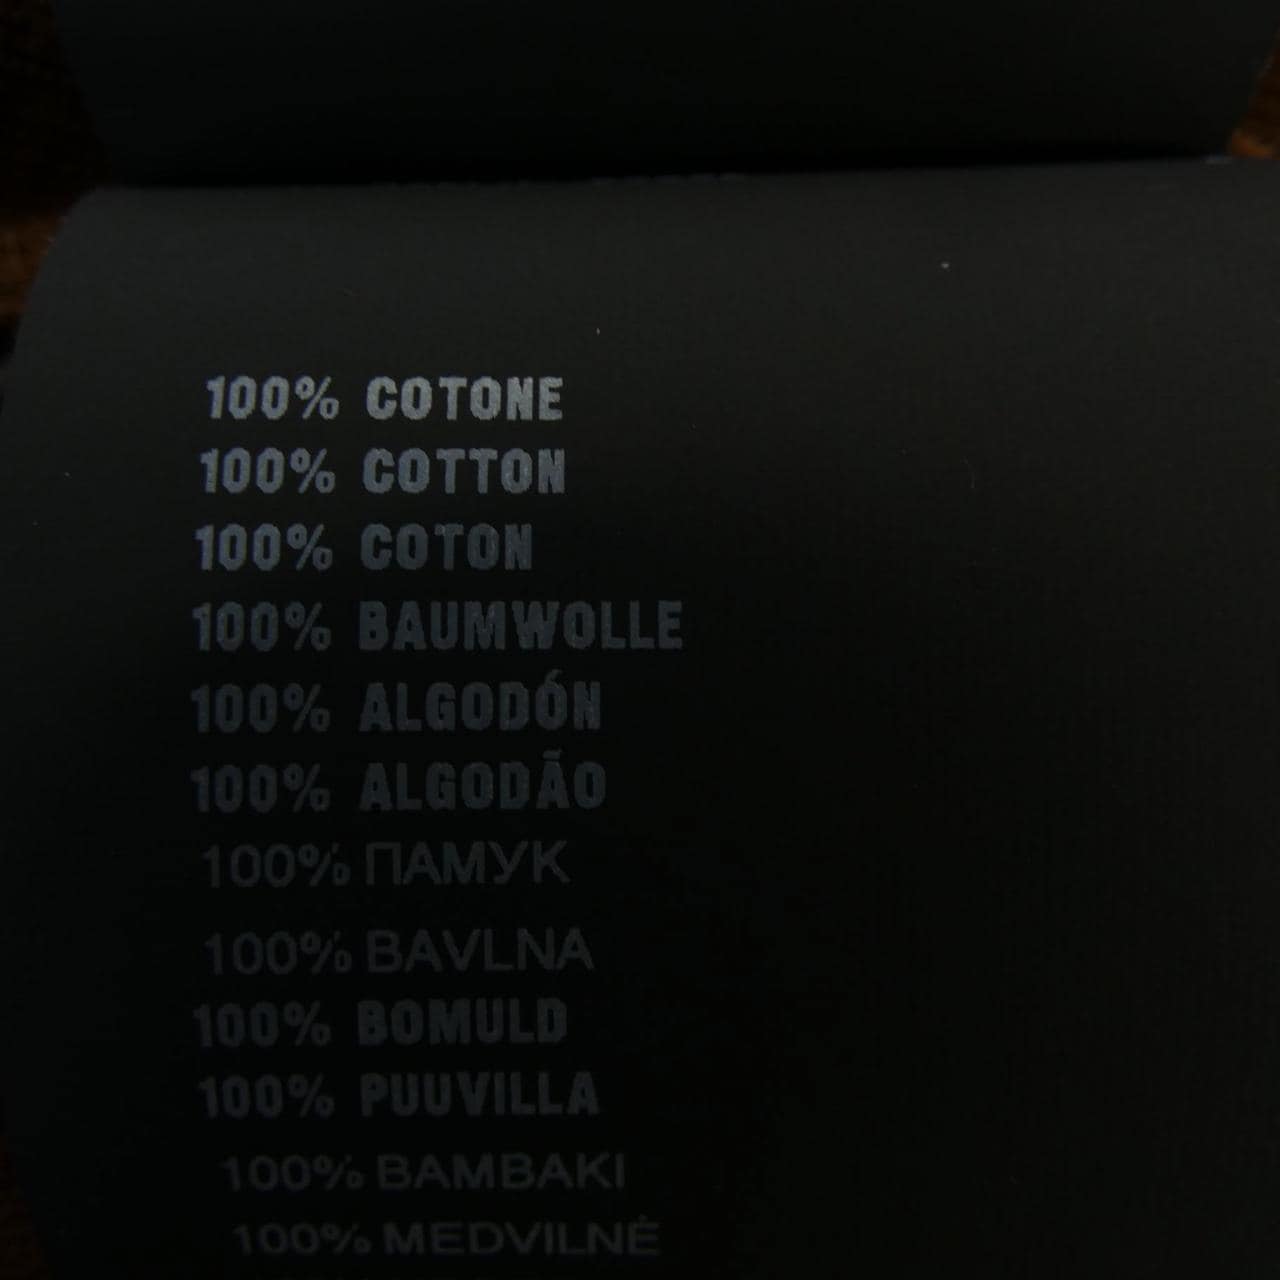 100% COTONE
100% COTTON
100% COTON
100% BAUMWOLLE
100% ALGODÓN
100% ALGODÃO
100% ПАМУК
100% BAVLNA
100% BOMULD
100% PUUVILLA
100% BAMBAKI
100% MEDVILNĖ